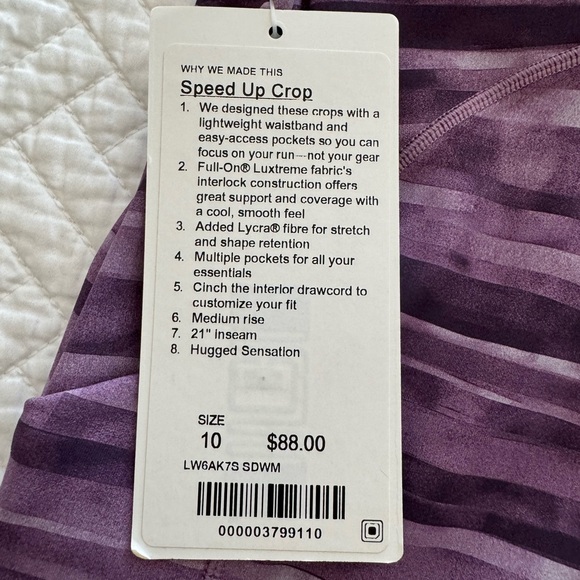 WHY WE MADE THIS
Speed Up Crop
1. We designed these crops with a
lightweight waistband and
easy-access pockets so you can
focus on your run—not your gear
2. Full-On® Luxtreme fabric's
interlock construction offers
great support and coverage with
a cool, smooth feel
3. Added Lycra® fibre for stretch
and shape retention
4. Multiple pockets for all your
essentials
5. Cinch the interior drawcord to
customize your fit
6. Medium rise
7. 21" inseam
8. Hugged Sensation
SIZE
10 $88.00
LW6AK7S SDWM
000003799110